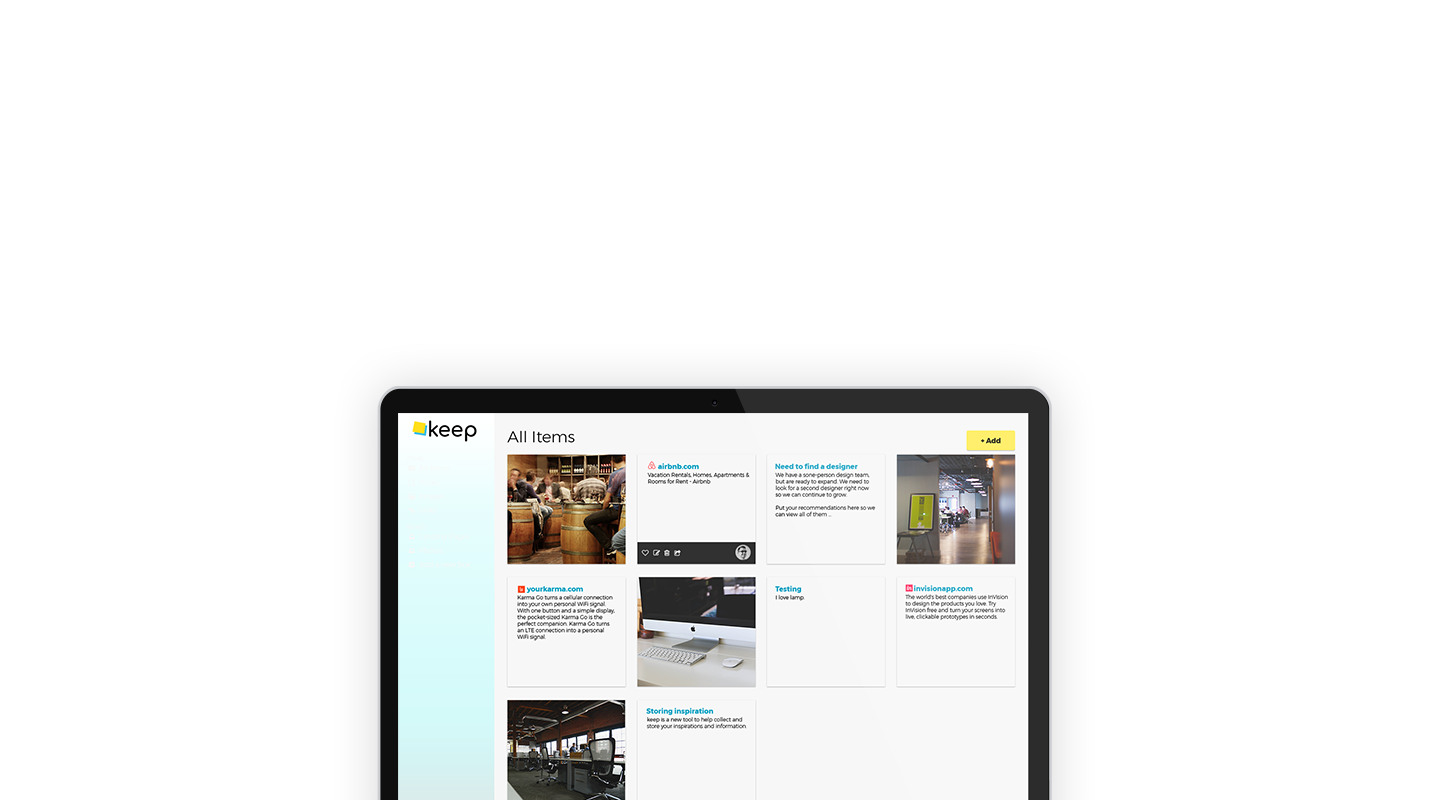 keep
All Items
+ Add
airbnb.com
Vacation Rentals, Homes, Apartments &
Rooms for Rent - Airbnb
Need to find a designer
We have a sone-person design team,
but are ready to expand. We need to
look for a second designer right now
so we can continue to grow.
Put your recommendations here so we
can view all of them ...
yourkarma.com
Karma Go turns a cellular connection
into your own personal WiFi signal.
With one button and a simple display,
the pocket-sized Karma Go is the
perfect companion. Karma Go turns
an LTE connection into a personal
WiFi signal.
Testing
I love lamp.
in invisionapp.com
The world's best companies use InVision
to design the products you love. Try
InVision free and turn your screens into
live, clickable prototypes in seconds.
Storing inspiration
keep is a new tool to help collect and
store your inspirations and information.